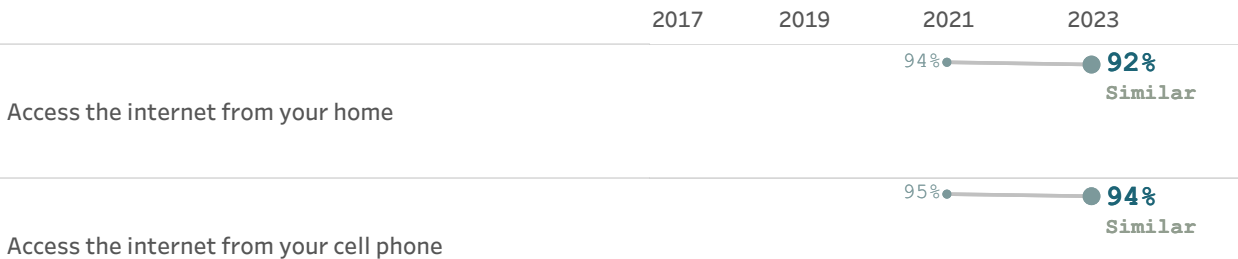 2017 2019 2021 2023
94% 92%
Similar
Access the internet from your home
95% 94%
Similar
Access the internet from your cell phone